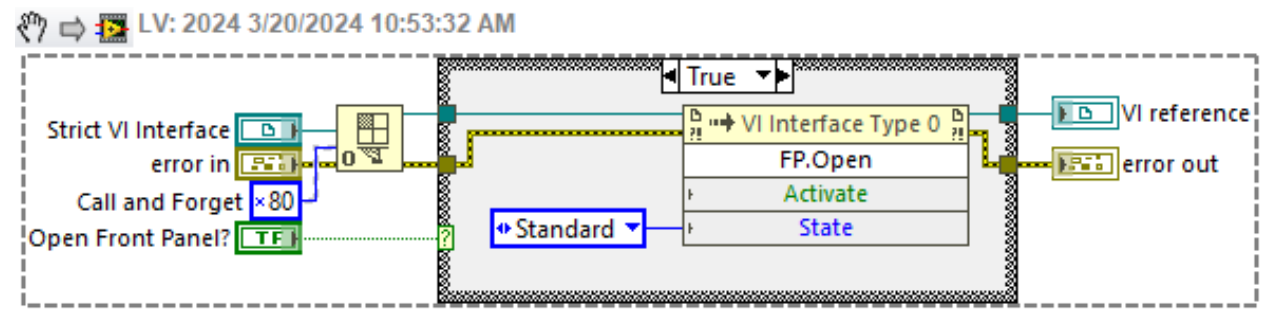 LV: 2024 3/20/2024 10:53:32 AM
True
Strict VI Interface
VI reference
VI Interface Type 0
?!
?!
error in
0
FP.Open
error out
Call and Forget
×80
Activate
Open Front Panel?
TF
?
Standard
State